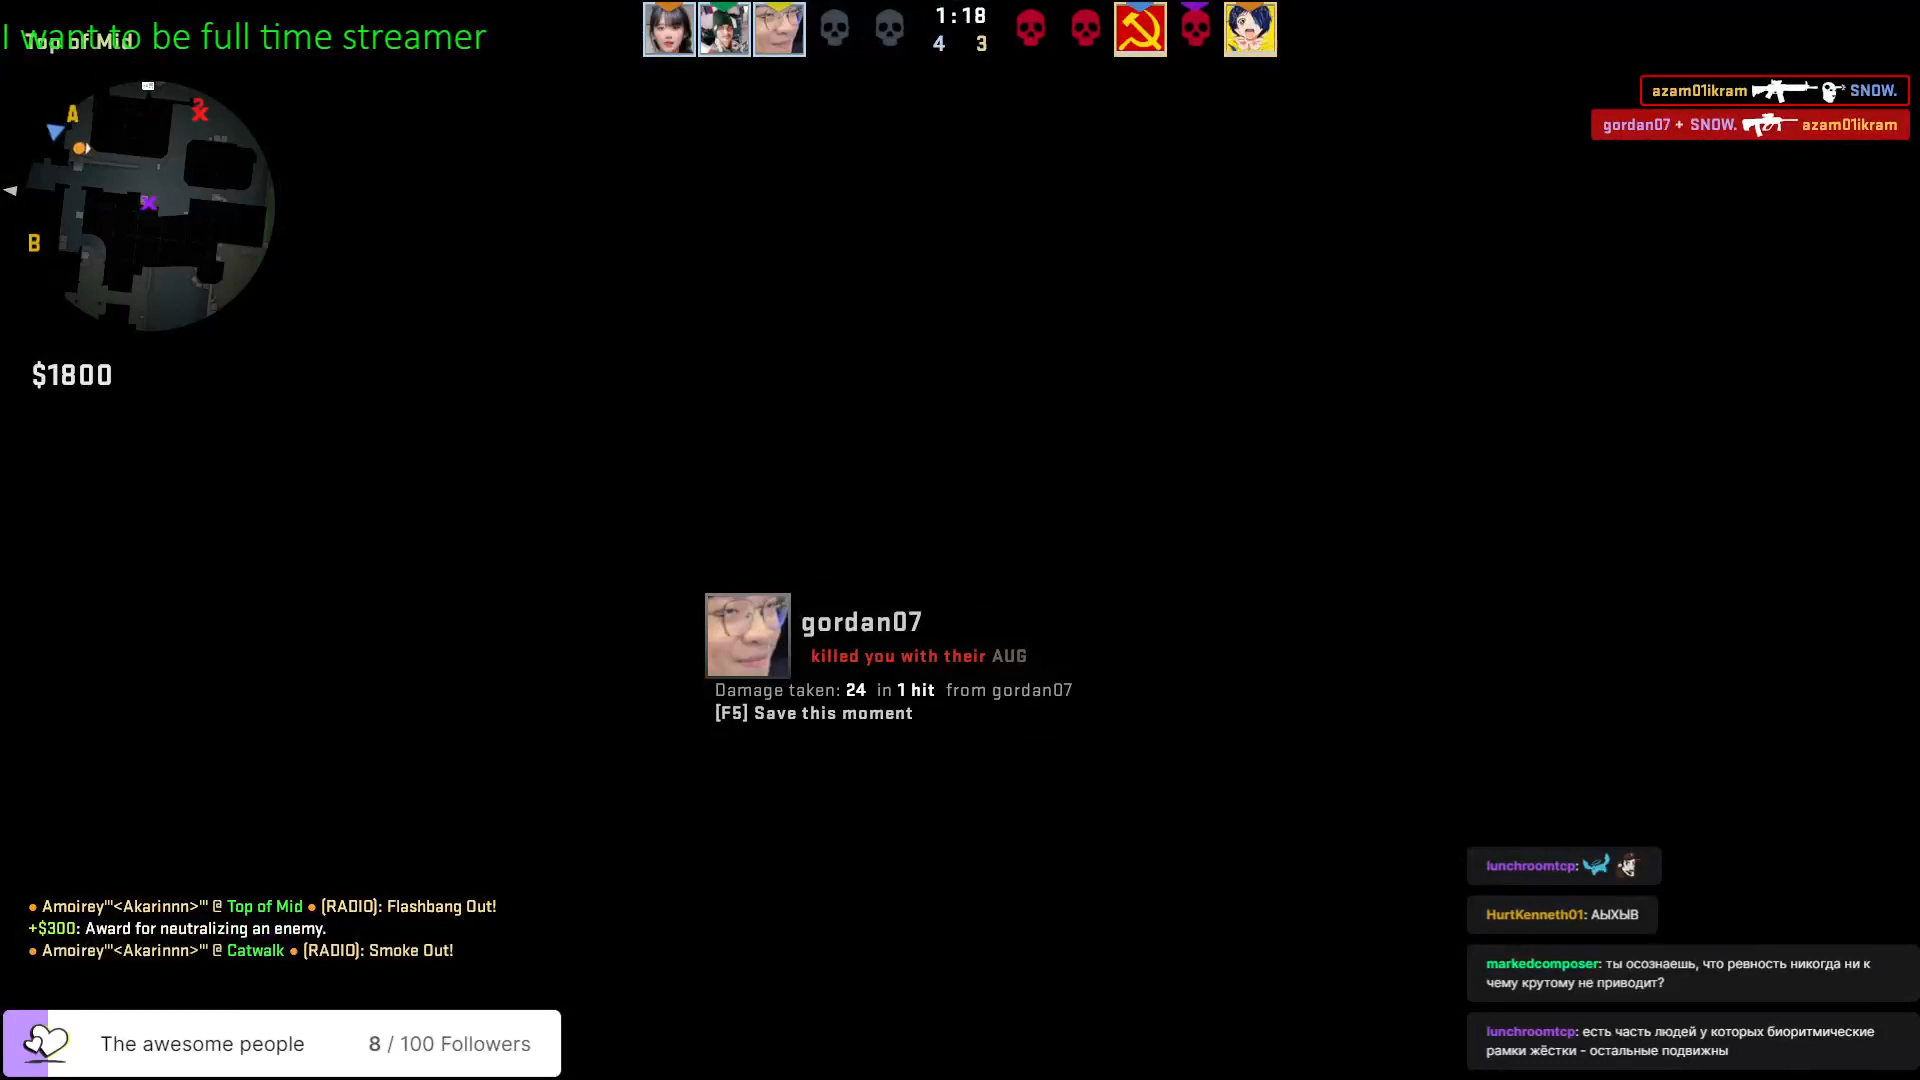 I want to be full time streamer
Top of Mid
1:18
4 3
azam01ikram SNOW.
gordan07 + SNOW. azam01ikram
A
2
B
$1800
gordan07
killed you with their AUG
Damage taken: 24 in 1 hit from gordan07
[F5] Save this moment
● Amoirey"'<Akarinnn>"' @ Top of Mid ● (RADIO): Flashbang Out!
+$300: Award for neutralizing an enemy.
● Amoirey"'<Akarinnn>"' @ Catwalk ● (RADIO): Smoke Out!
The awesome people 8 / 100 Followers
lunchroomtcp:
HurtKenneth01: АЫХЫВ
markedcomposer: ты осознаешь, что ревность никогда ни к
чему крутому не приводит?
lunchroomtcp: есть часть людей у которых биоритмические
рамки жёстки - остальные подвижны